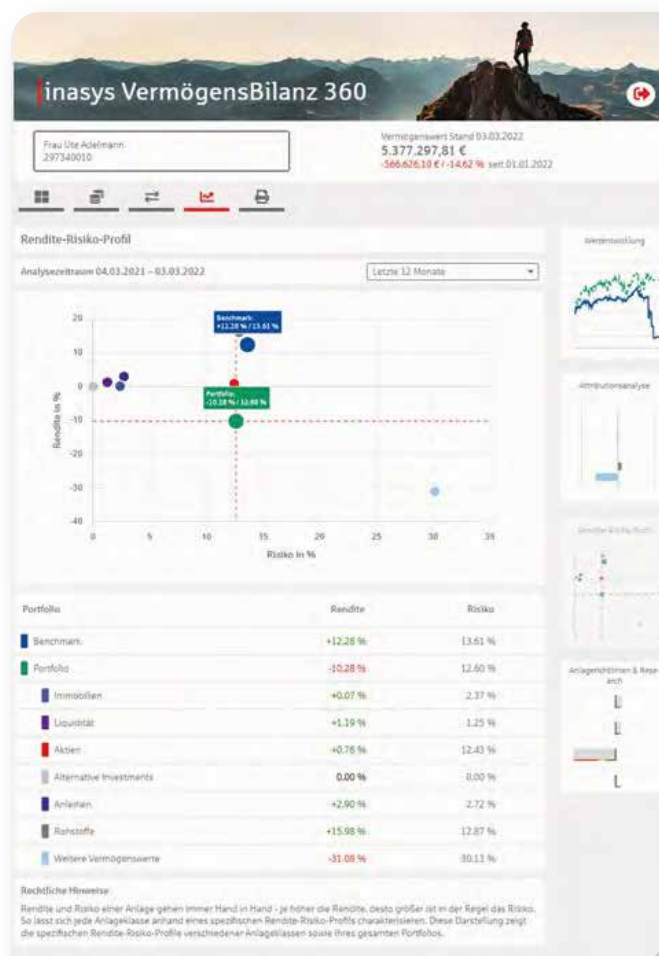 inasys VermögensBilanz 360
Frau Ute Adelmann
297340010
Vermögenswert Stand 03.03.2022
5.377.297,81 €
-566.626,10 € / -14,62 % seit 01.01.2022
Rendite-Risiko-Profil
Analysezeitraum 04.03.2021 – 03.03.2022
Letzte 12 Monate
Wertentwicklung
Attributionsanalyse
Rendite-Risiko-Profil
Anlagerichtlinien & Rese
arch
Rendite in %
20
10
0
-10
-20
-30
-40
Benchmark:
+12.28 % / 13.61 %
Portfolio:
-10.28 % / 12.60 %
0 5 10 15 20 25 30 35
Risiko in %
Portfolio Rendite Risiko
Benchmark +12,28 % 13,61 %
Portfolio -10,28 % 12,60 %
Immobilien +0,07 % 2,37 %
Liquidität +1,19 % 1,25 %
Aktien +0,76 % 12,43 %
Alternative Investments 0,00 % 0,00 %
Anleihen +2,90 % 2,72 %
Rohstoffe +15,98 % 12,87 %
Weitere Vermögenswerte -31,08 % 30,13 %
Rechtliche Hinweise
Rendite und Risiko einer Anlage gehen immer Hand in Hand - je höher die Rendite, desto größer ist in der Regel das Risiko.
So lässt sich jede Anlageklasse anhand eines spezifischen Rendite-Risiko-Profils charakterisieren. Diese Darstellung zeigt
die spezifischen Rendite-Risiko-Profile verschiedener Anlageklassen sowie Ihres gesamten Portfolios.